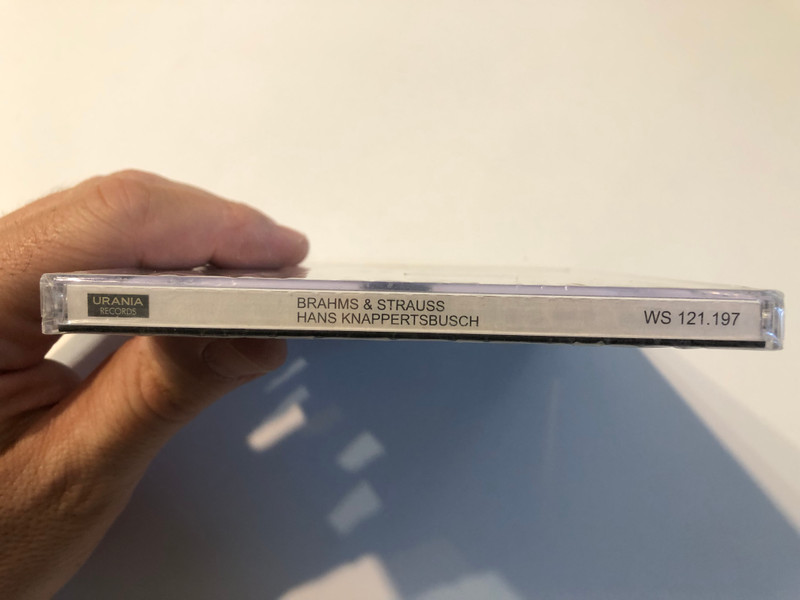 URANIA
RECORDS
BRAHMS & STRAUSS
HANS KNAPPERTSBUSCH
WS 121.197